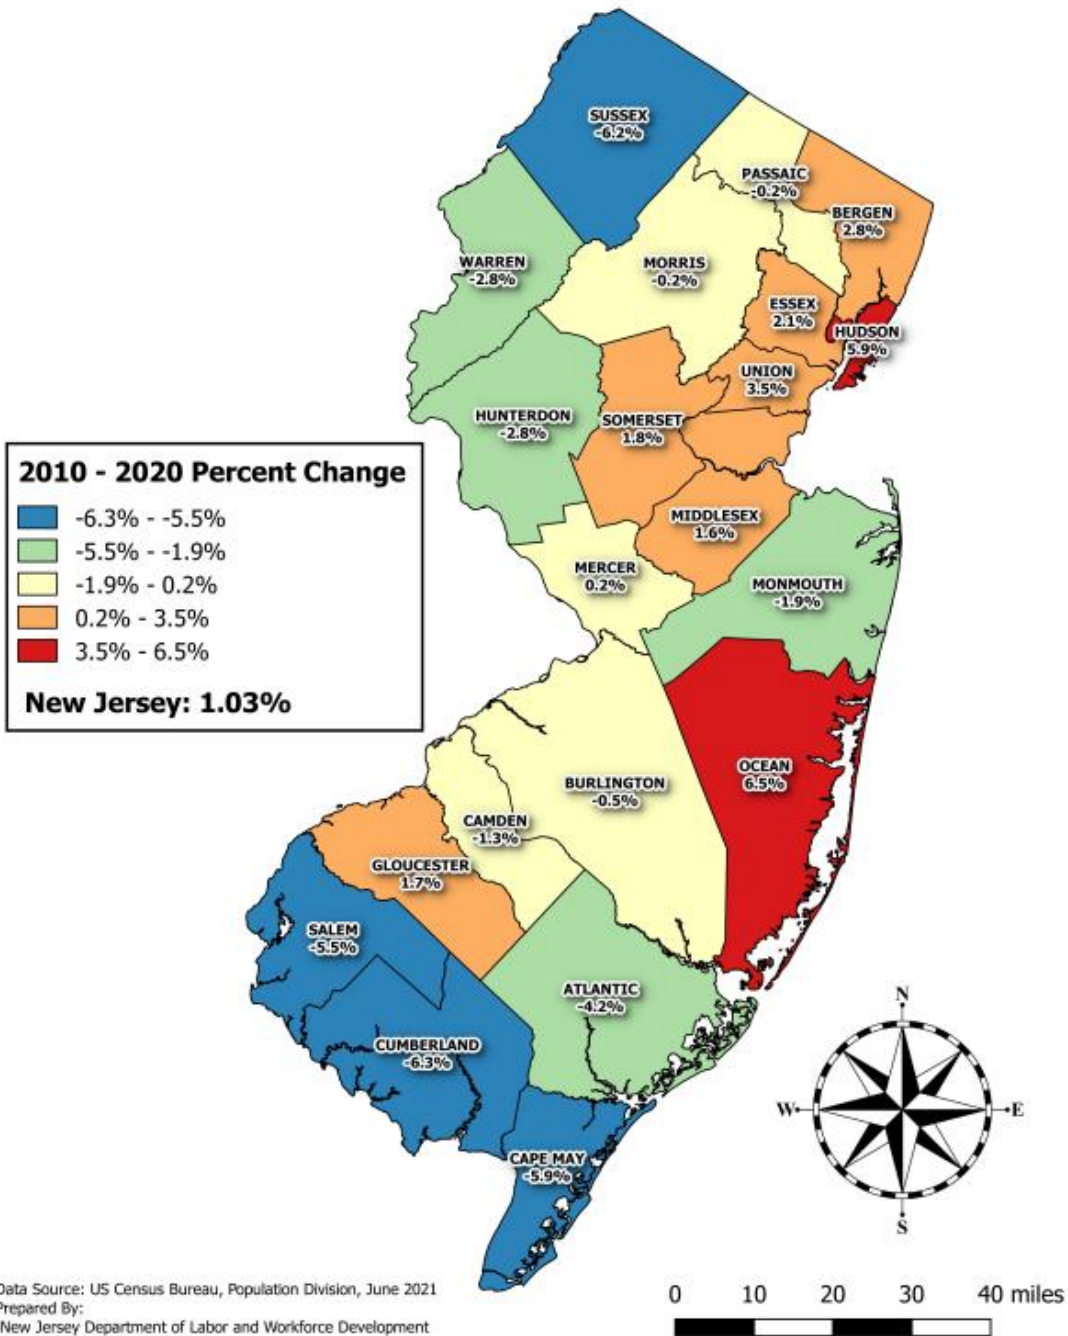 SUSSEX
-6.2%
PASSAIC
-0.2%
BERGEN
2.8%
WARREN
-2.8%
MORRIS
-0.2%
ESSEX
2.1%
HUDSON
5.9%
UNION
3.5%
HUNTERDON
-2.8%
SOMERSET
1.8%
2010 - 2020 Percent Change
-6.3% - -5.5%
-5.5% - -1.9%
-1.9% - 0.2%
0.2% - 3.5%
3.5% - 6.5%
New Jersey: 1.03%
MIDDLESEX
1.6%
MERCER
0.2%
MONMOUTH
-1.9%
OCEAN
6.5%
BURLINGTON
-0.5%
CAMDEN
-1.3%
GLOUCESTER
1.7%
SALEM
-5.5%
ATLANTIC
-4.2%
CUMBERLAND
-6.3%
CAPE MAY
-5.9%
N
W
E
S
Data Source: US Census Bureau, Population Division, June 2021
Prepared By:
New Jersey Department of Labor and Workforce Development
0 10 20 30 40 miles